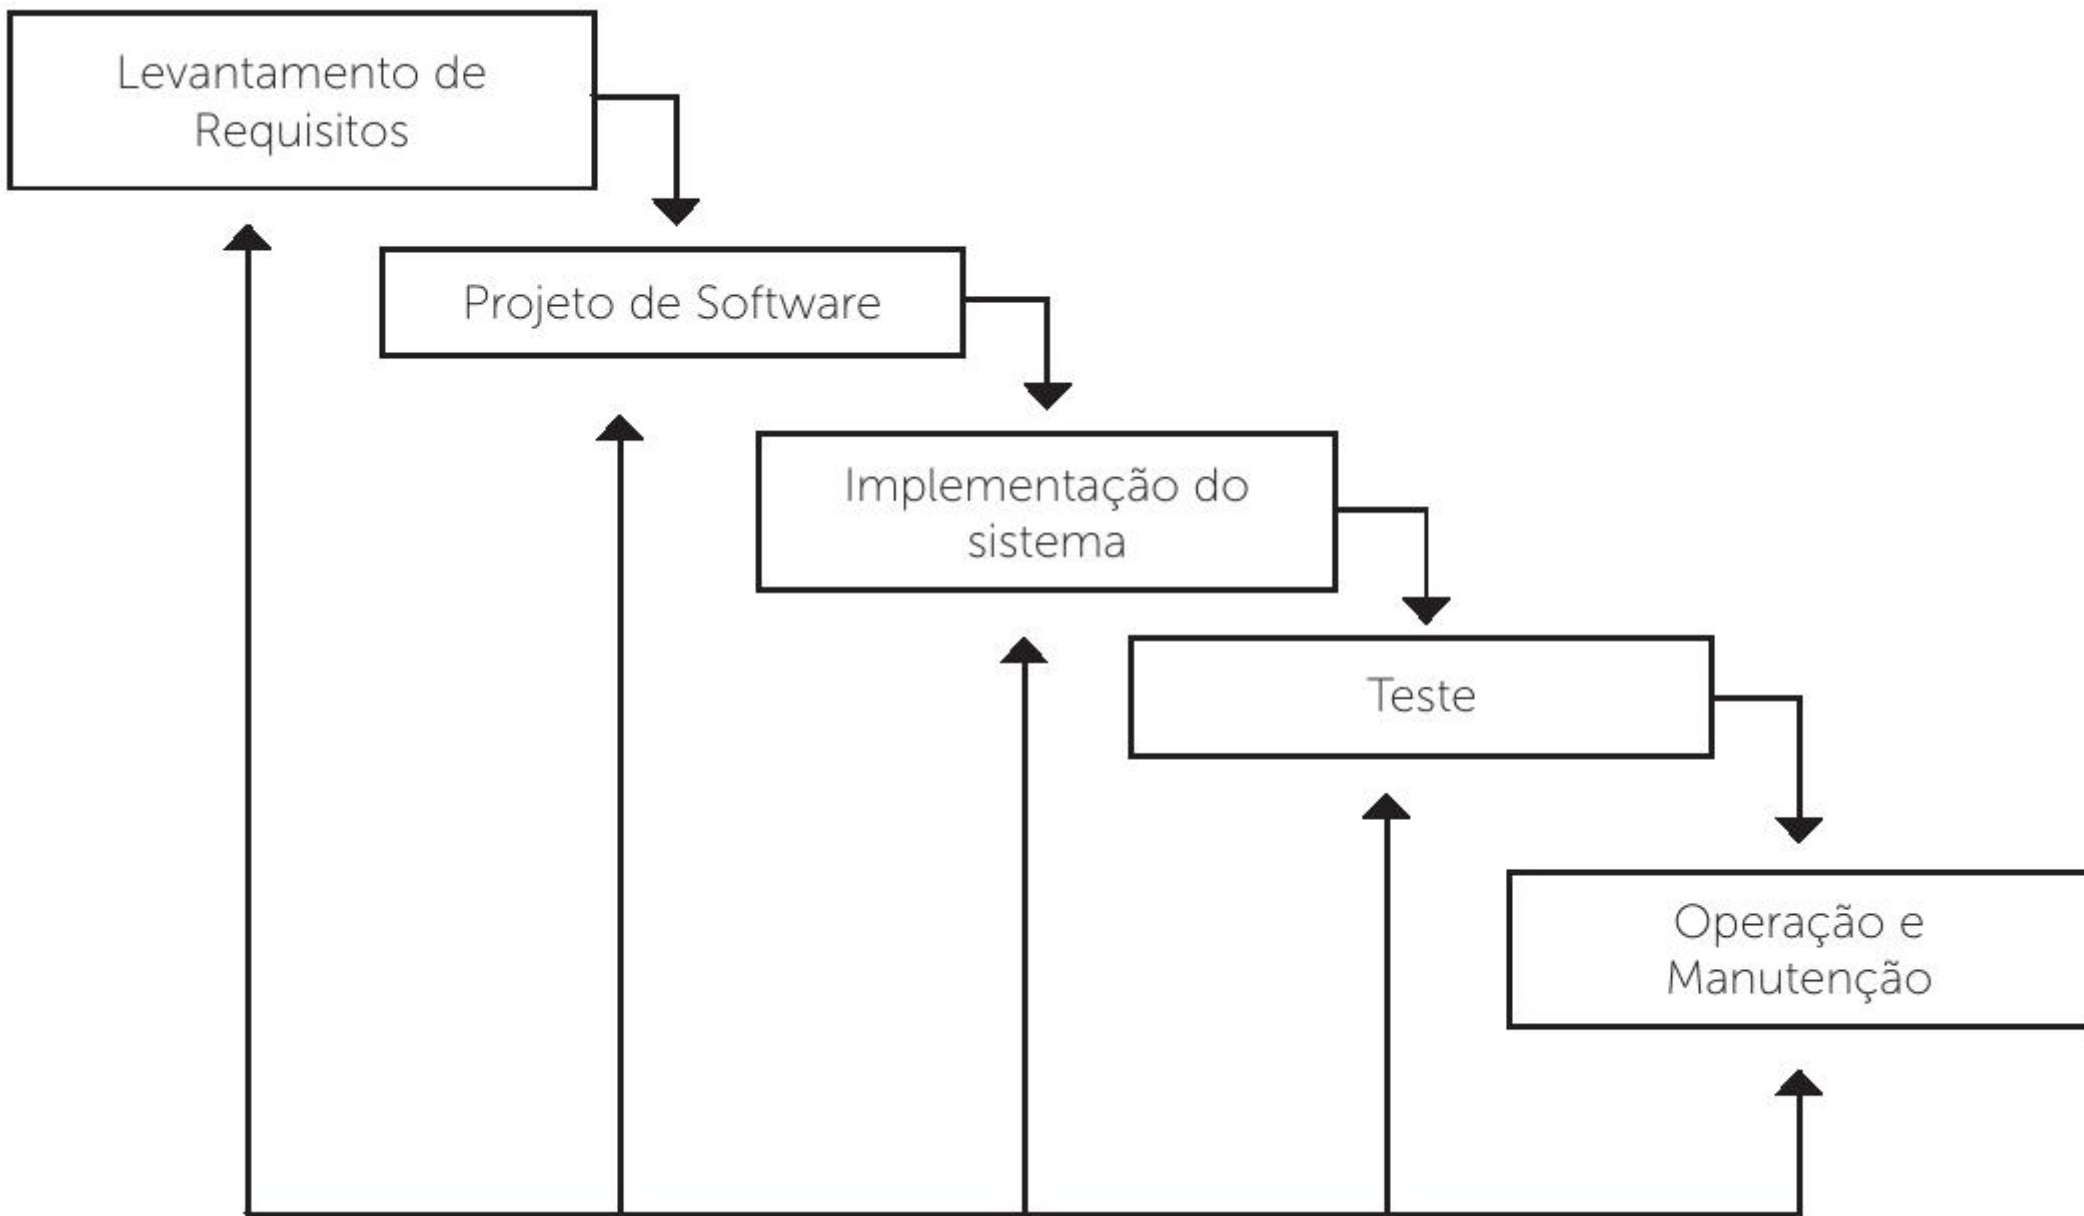 Levantamento de
Requisitos
Projeto de Software
Implementação do
sistema
Teste
Operação e
Manutenção